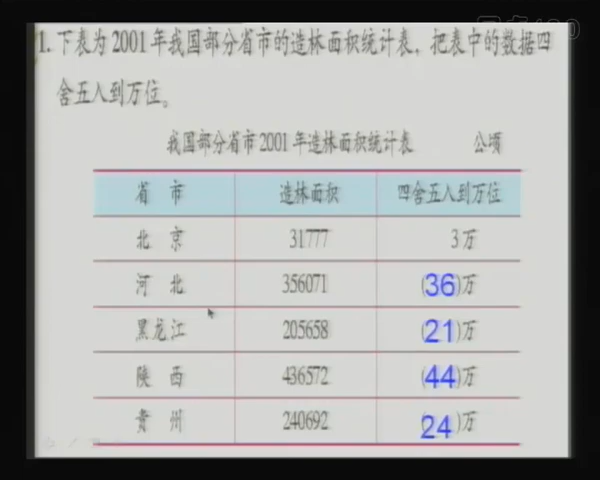 1. 下表为2001年我国部分省市的造林面积统计表，把表中的数据四
舍五入到万位。
我国部分省市2001年造林面积统计表 公顷
省 市 造林面积 四舍五入到万位
北 京 31777 3万
河 北 356071 (36)万
黑龙江 205658 (21)万
陕 西 436572 (44)万
贵 州 240692 (24)万